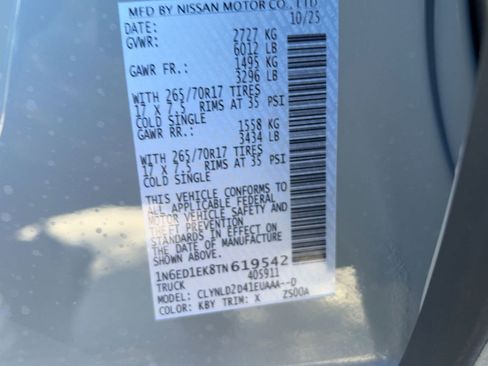 MFD BY NISSAN MOTOR CO., LTD
DATE: 10/25
GVWR: 2727 KG
6012 LB
GAWR FR.: 1495 KG
3296 LB
WITH 265/70R17 TIRES
17 X 7.5 RIMS AT 35 PSI
COLD SINGLE
GAWR RR.: 1558 KG
3434 LB
WITH 265/70R17 TIRES
17 X 7.5 RIMS AT 35 PSI
COLD SINGLE
THIS VEHICLE CONFORMS TO
ALL APPLICABLE FEDERAL
MOTOR VEHICLE SAFETY AND
THEFT PREVENTION
STANDARDS IN EFFECT
ON THE DATE OF
MANUFACTURE SHOWN ABOVE.
1N6ED1EK8TN619542
TRUCK 405911
MODEL: CLYNLD2D41EUAAA--D
COLOR: KBY TRIM: X Z500A